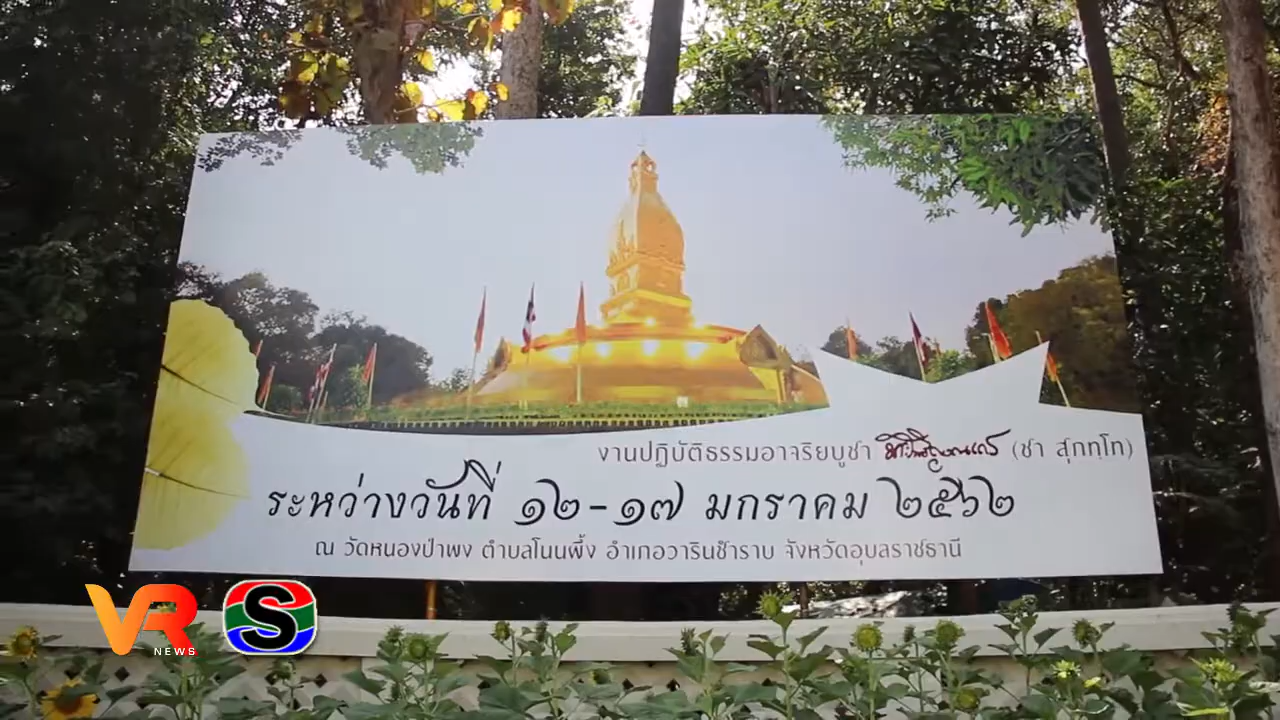 งานปฏิบัติธรรมอาจริยบูชา (ชา สุภทฺโท)
ระหว่างวันที่ ๑๒-๑๗ มกราคม ๒๕๖๒
ณ วัดหนองป่าพง ตำบลโนนผึ้ง อำเภอวารินชำราบ จังหวัดอุบลราชธานี
VR
NEWS
S